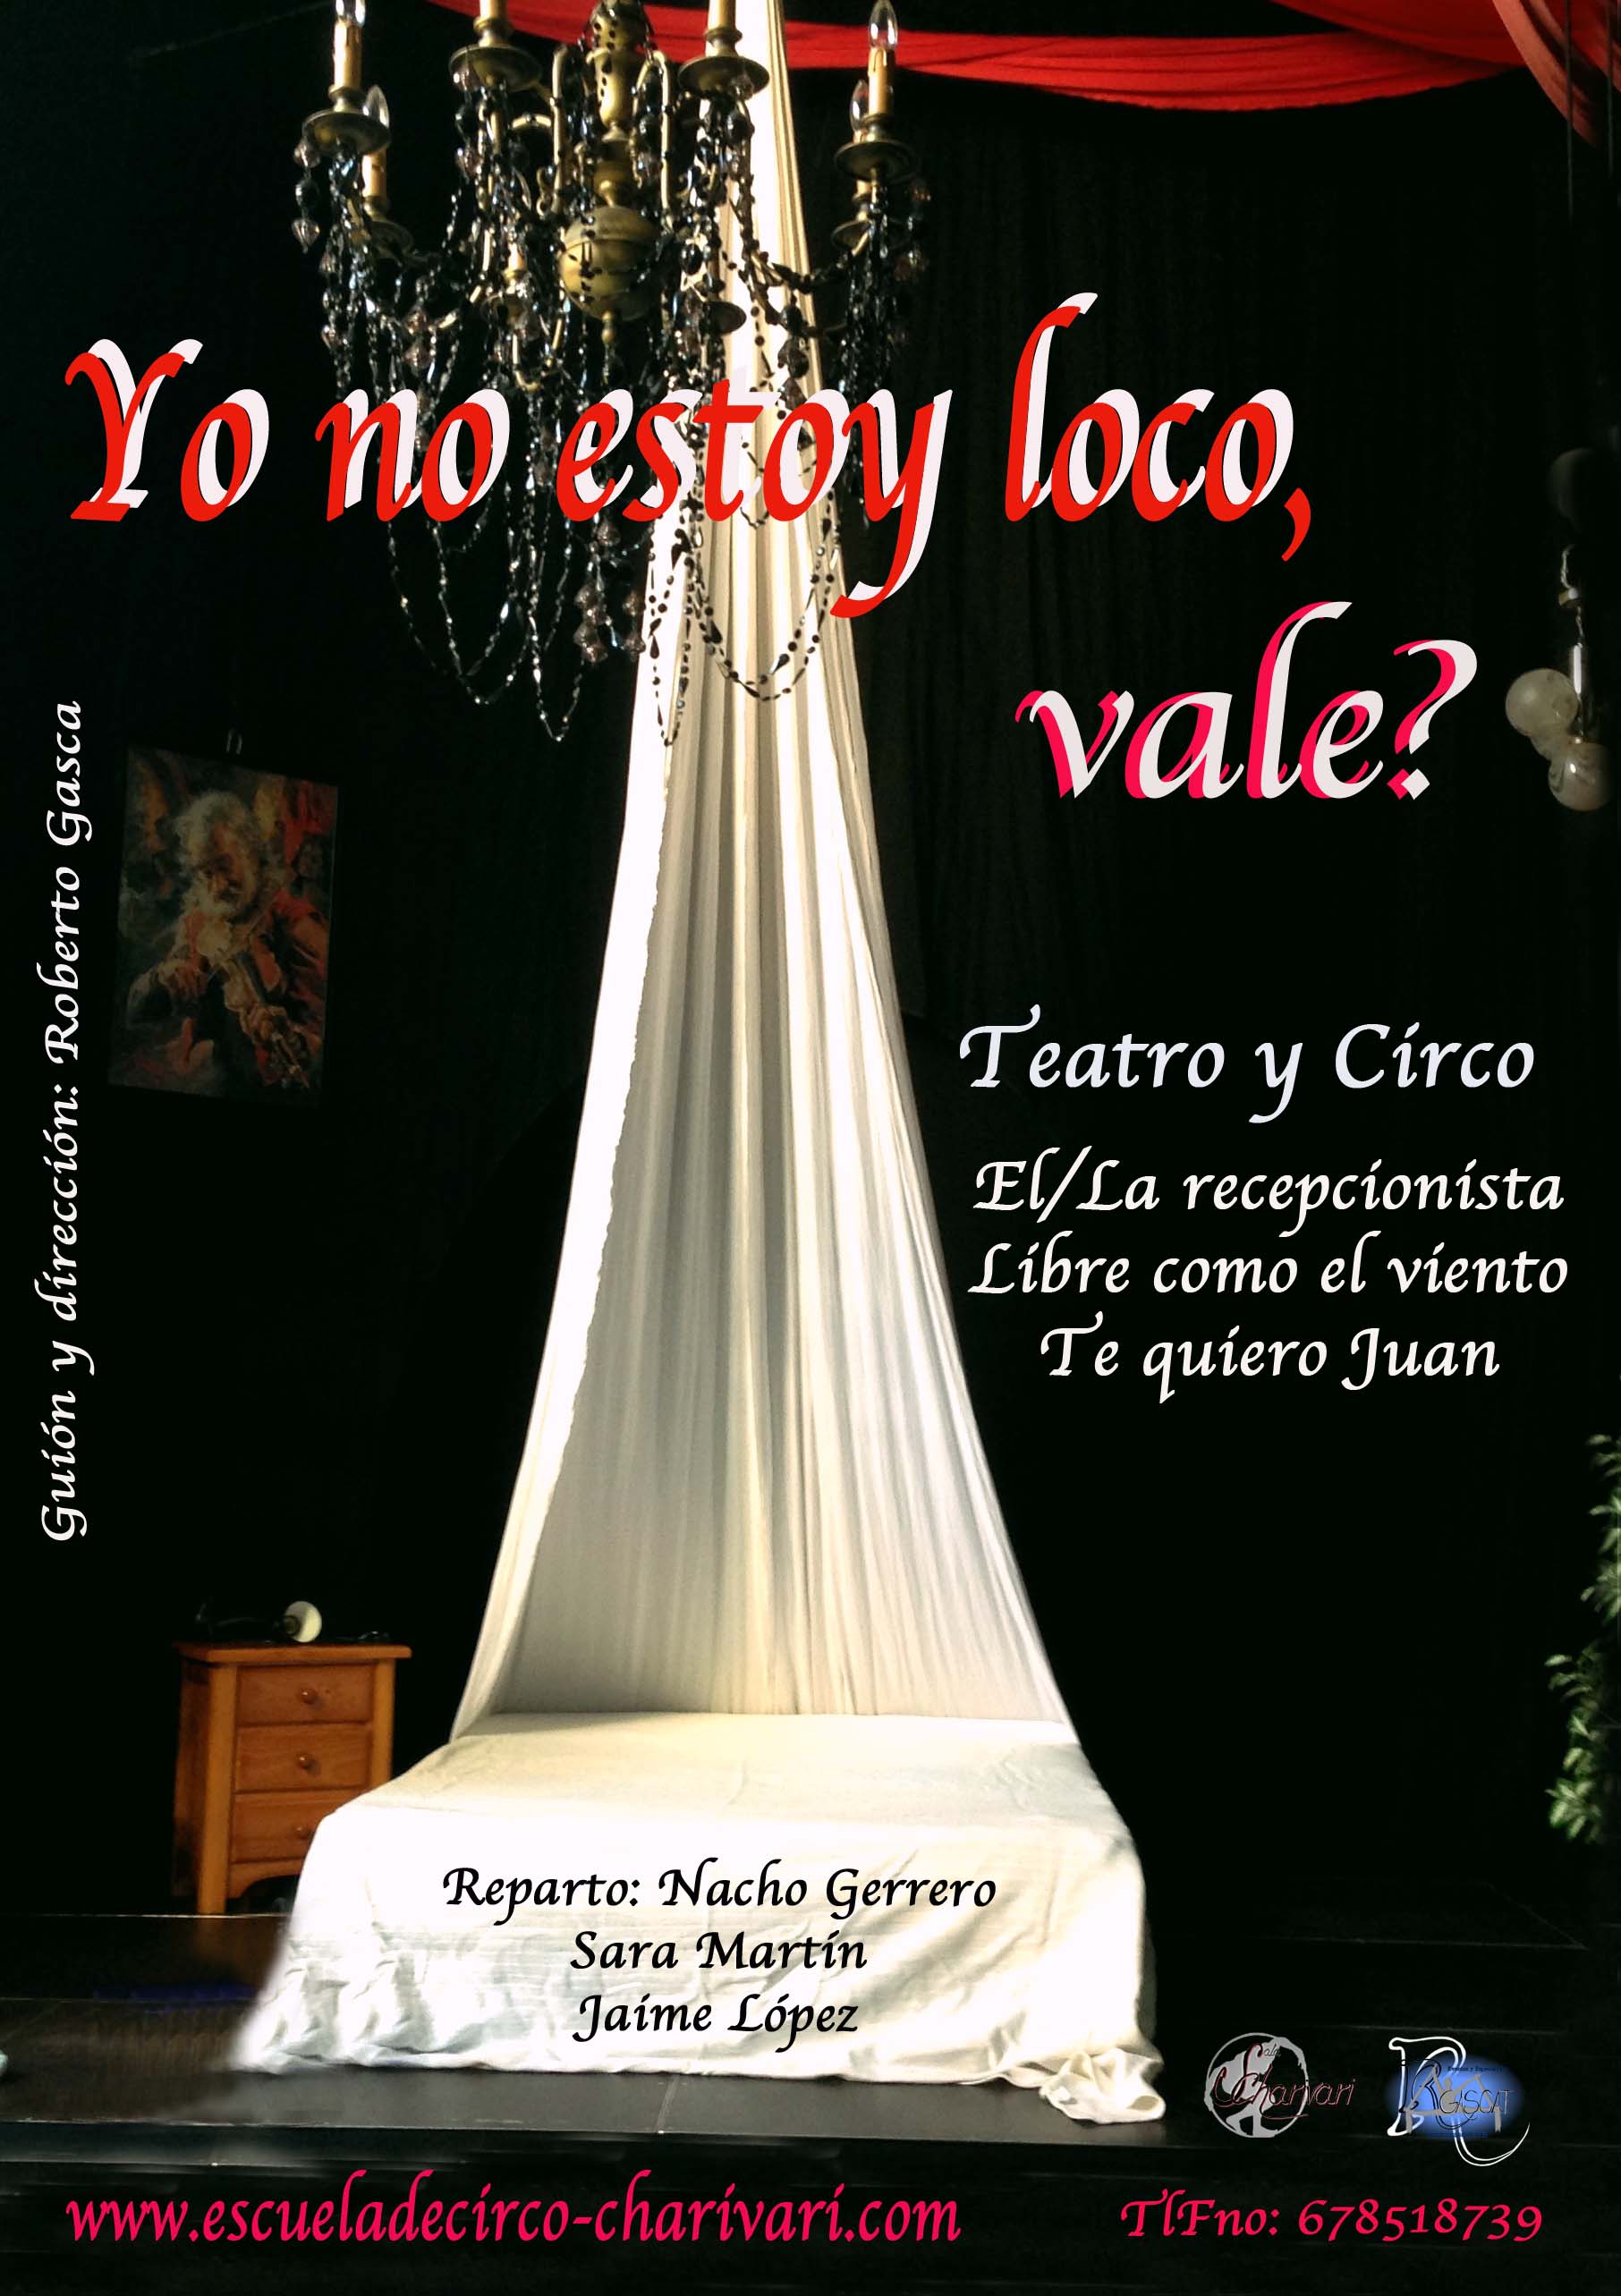 Yo no estoy loco,
vale?
Guión y dirección: Roberto Gasca
Teatro y Circo
El/La recepcionista
Libre como el viento
Te quiero Juan
Reparto: Nacho Gerrero
Sara Martín
Jaime López
Sala
Charivari
www.escueladecirco-charivari.com
TlFno: 678518739